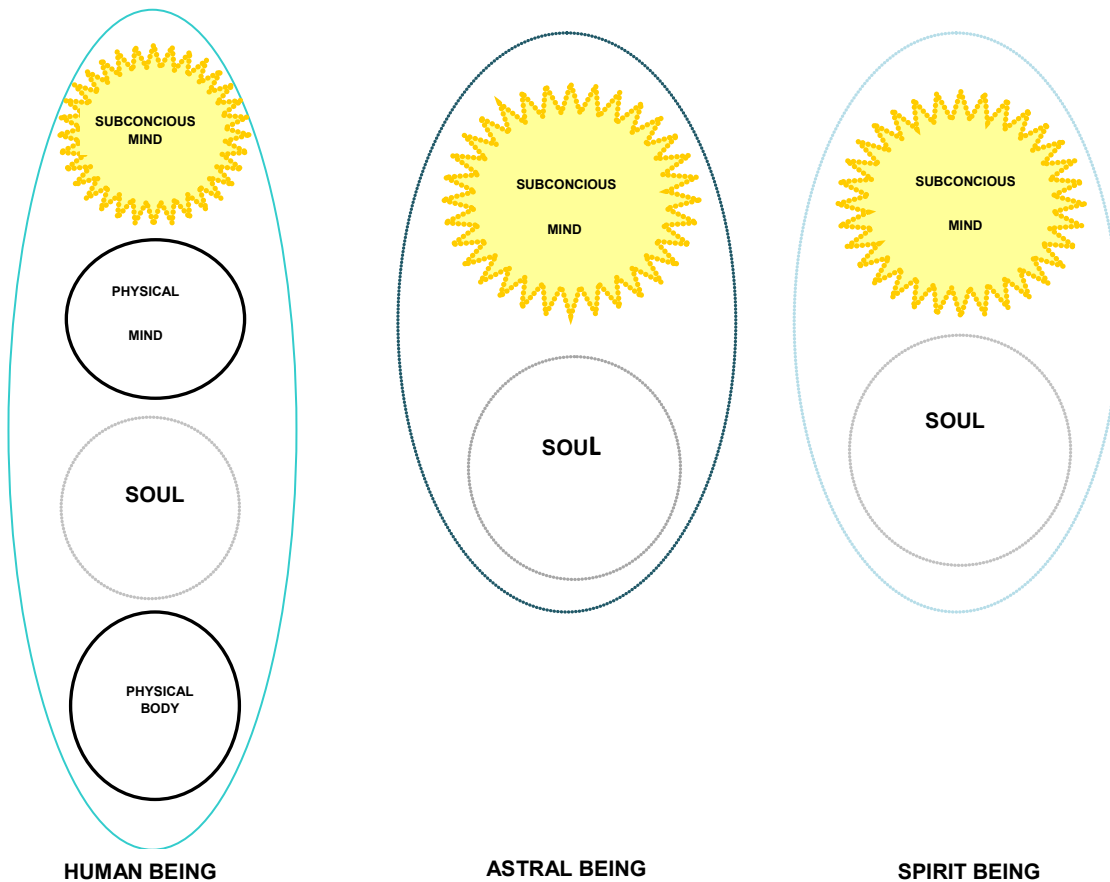 SUBCONCIOUS
MIND
PHYSICAL
MIND
SOUL
PHYSICAL
BODY
HUMAN BEING
SUBCONCIOUS
MIND
SOUL
ASTRAL BEING
SUBCONCIOUS
MIND
SOUL
SPIRIT BEING